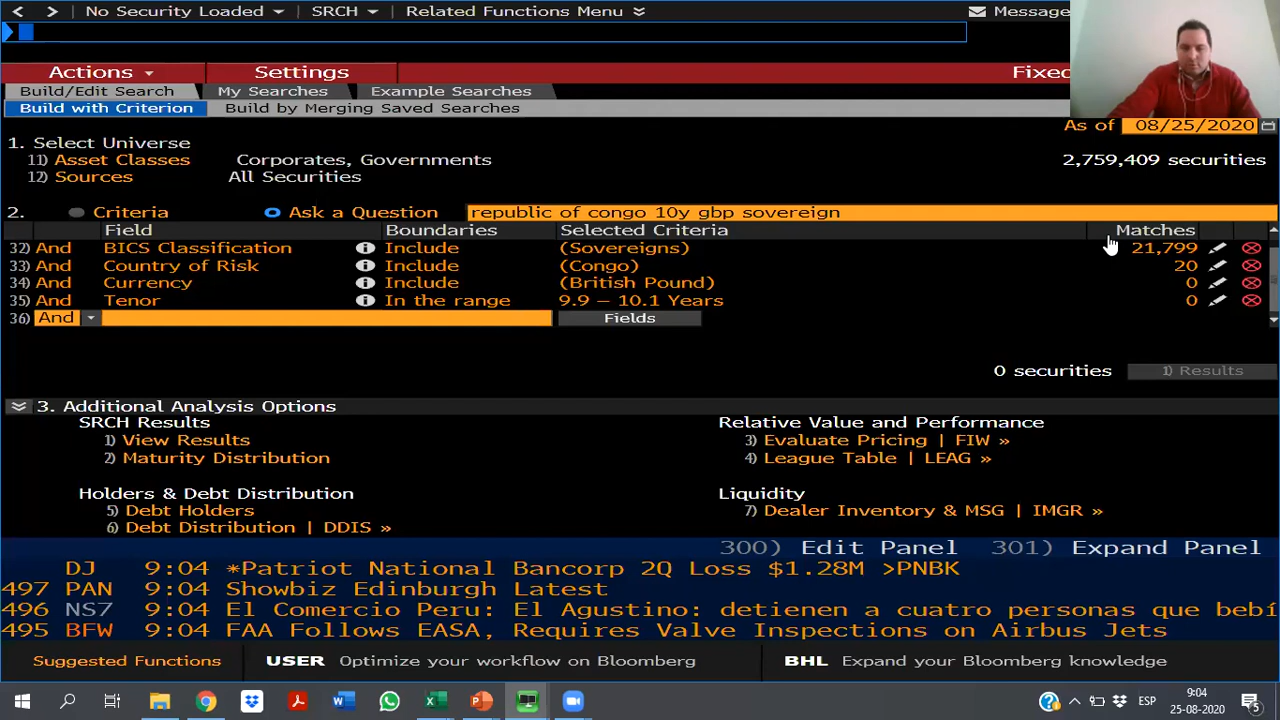 < > No Security Loaded SRCH Related Functions Menu Message
Actions Settings Fixed
Build/Edit Search My Searches Example Searches
Build with Criterion Build by Merging Saved Searches
As of 08/25/2020
1. Select Universe
11) Asset Classes Corporates, Governments 2,759,409 securities
12) Sources All Securities
2. Criteria Ask a Question republic of congo 10y gbp sovereign
Field Boundaries Selected Criteria Matches
32) And BICS Classification Include (Sovereigns) 21,799
33) And Country of Risk Include (Congo) 20
34) And Currency Include (British Pound) 0
35) And Tenor In the range 9.9 – 10.1 Years 0
36) And Fields
0 securities 1) Results
3. Additional Analysis Options
SRCH Results Relative Value and Performance
1) View Results 3) Evaluate Pricing | FIW »
2) Maturity Distribution 4) League Table | LEAG »
Holders & Debt Distribution Liquidity
5) Debt Holders 7) Dealer Inventory & MSG | IMGR »
6) Debt Distribution | DDIS »
300) Edit Panel 301) Expand Panel
DJ 9:04 *Patriot National Bancorp 2Q Loss $1.28M >PNBK
497 PAN 9:04 Showbiz Edinburgh Latest
496 NS7 9:04 El Comercio Peru: El Agustino: detienen a cuatro personas que bebí
495 BFW 9:04 FAA Follows EASA, Requires Valve Inspections on Airbus Jets
Suggested Functions USER Optimize your workflow on Bloomberg BHL Expand your Bloomberg knowledge
ESP 9:04
25-08-2020 5